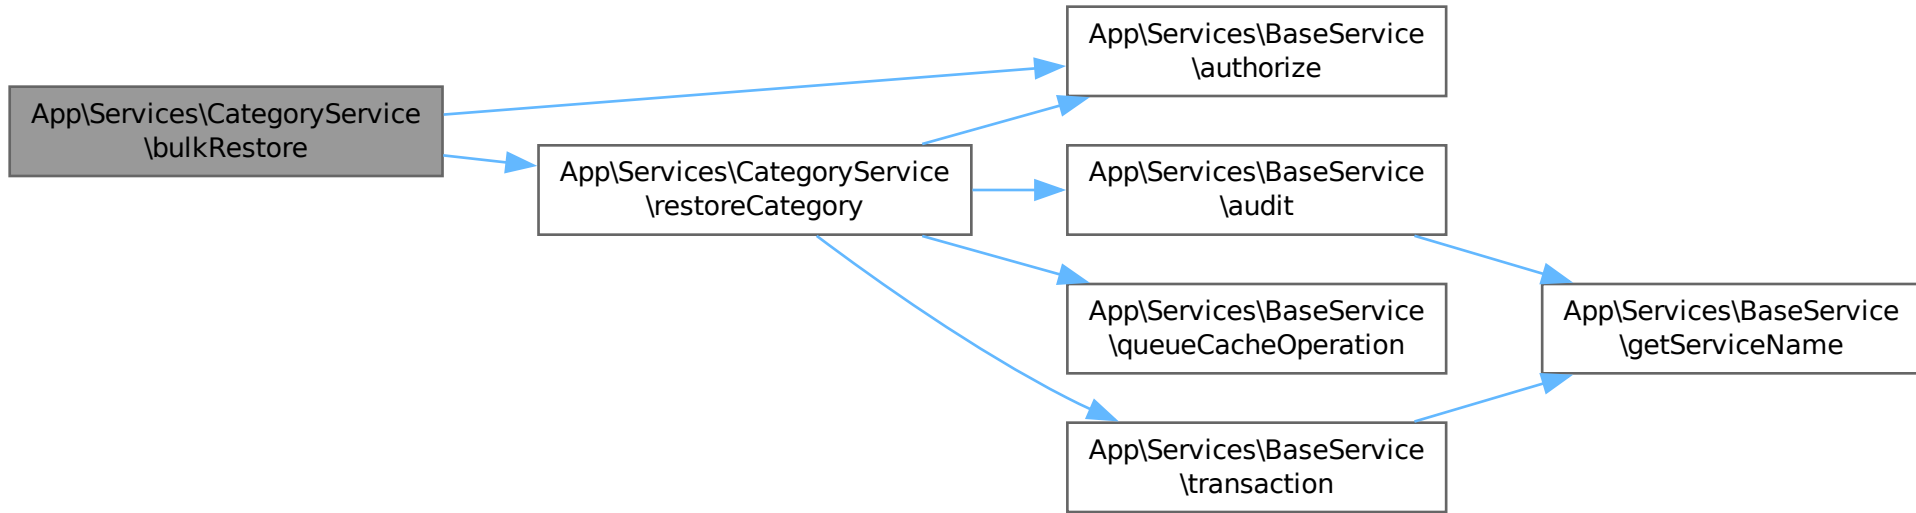 App\Services\CategoryService
\bulkRestore
App\Services\CategoryService
\restoreCategory
App\Services\BaseService
\authorize
App\Services\BaseService
\audit
App\Services\BaseService
\queueCacheOperation
App\Services\BaseService
\transaction
App\Services\BaseService
\getServiceName